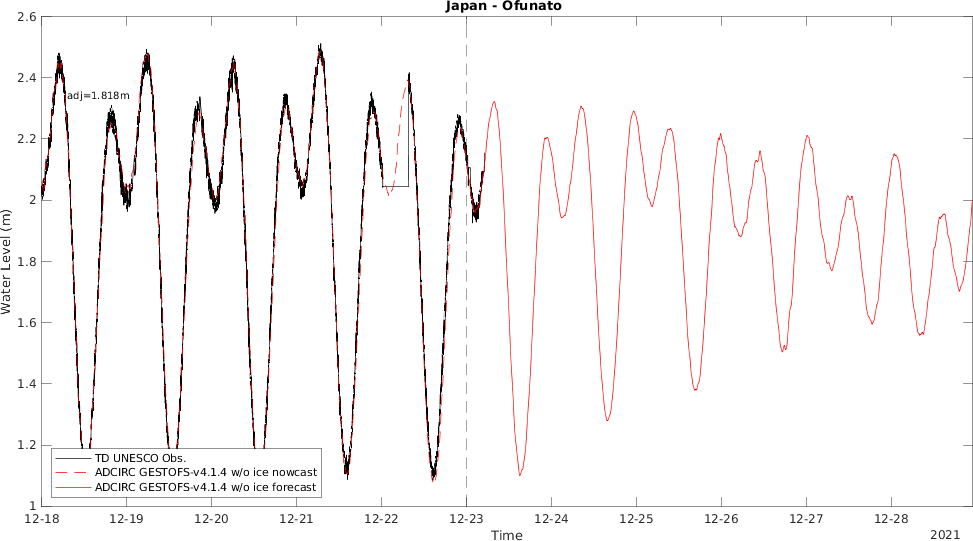 Japan - Ofunato
2.6
2.4
adj=1.818m
2.2
2
1.8
1.6
1.4
1.2
1
Water Level (m)
TD UNESCO Obs.
ADCIRC GESTOFS-v4.1.4 w/o ice nowcast
ADCIRC GESTOFS-v4.1.4 w/o ice forecast
12-18 12-19 12-20 12-21 12-22 12-23 12-24 12-25 12-26 12-27 12-28
Time
2021